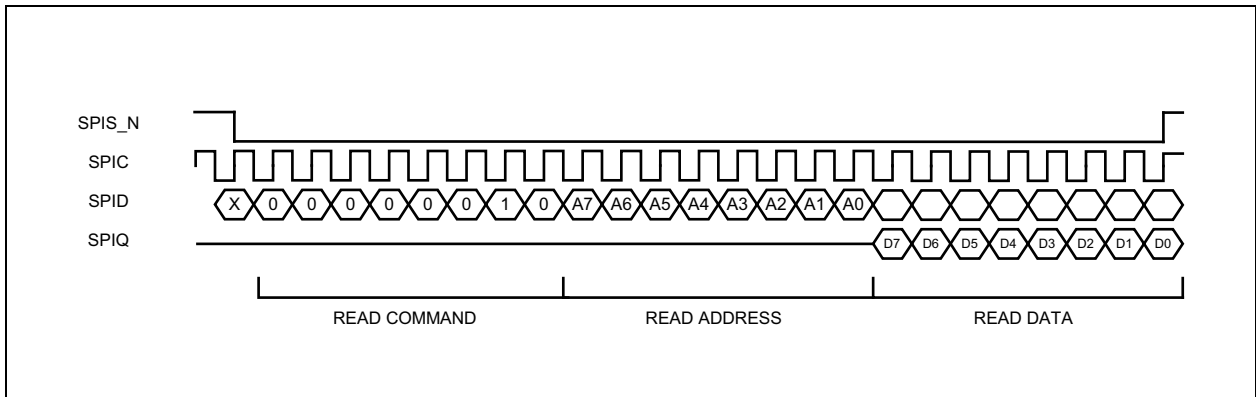 SPIS_N
SPIC
SPID X 0 0 0 0 0 0 1 0 A7 A6 A5 A4 A3 A2 A1 A0
SPIQ D7 D6 D5 D4 D3 D2 D1 D0
READ COMMAND READ ADDRESS READ DATA